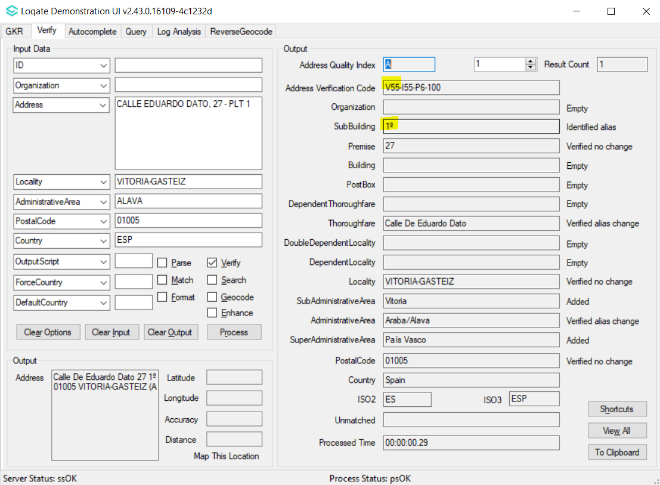 Loqate Demonstration UI v2.43.0.16109-4c1232d
GKR Verify Autocomplete Query Log Analysis ReverseGeocode
Input Data
ID
Organization
Address CALLE EDUARDO DATO, 27 - PLT 1
Locality VITORIA-GASTEIZ
AdministrativeArea ALAVA
PostalCode 01005
Country ESP
OutputScript Parse Verify
ForceCountry Match Search
DefaultCountry Format Geocode
Enhance
Clear Options Clear Input Clear Output Process
Output
Address Calle De Eduardo Dato 27 1º
01005 VITORIA-GASTEIZ (A
Latitude
Longitude
Accuracy
Distance
Map This Location
Output
Address Quality Index A 1 Result Count 1
Address Verification Code V55-I55-P6-100
Organization Empty
SubBuilding 1º Identified alias
Premise 27 Verified no change
Building Empty
PostBox Empty
DependentThoroughfare Empty
Thoroughfare Calle De Eduardo Dato Verified alias change
DoubleDependentLocality Empty
DependentLocality Empty
Locality VITORIA-GASTEIZ Verified no change
SubAdministrativeArea Vitoria Added
AdministrativeArea Araba/Álava Verified alias change
SuperAdministrativeArea País Vasco Added
PostalCode 01005 Verified no change
Country Spain
ISO2 ES ISO3 ESP
Unmatched
Processed Time 00:00:00.29
Shortcuts
View All
To Clipboard
Server Status: ssOK Process Status: psOK